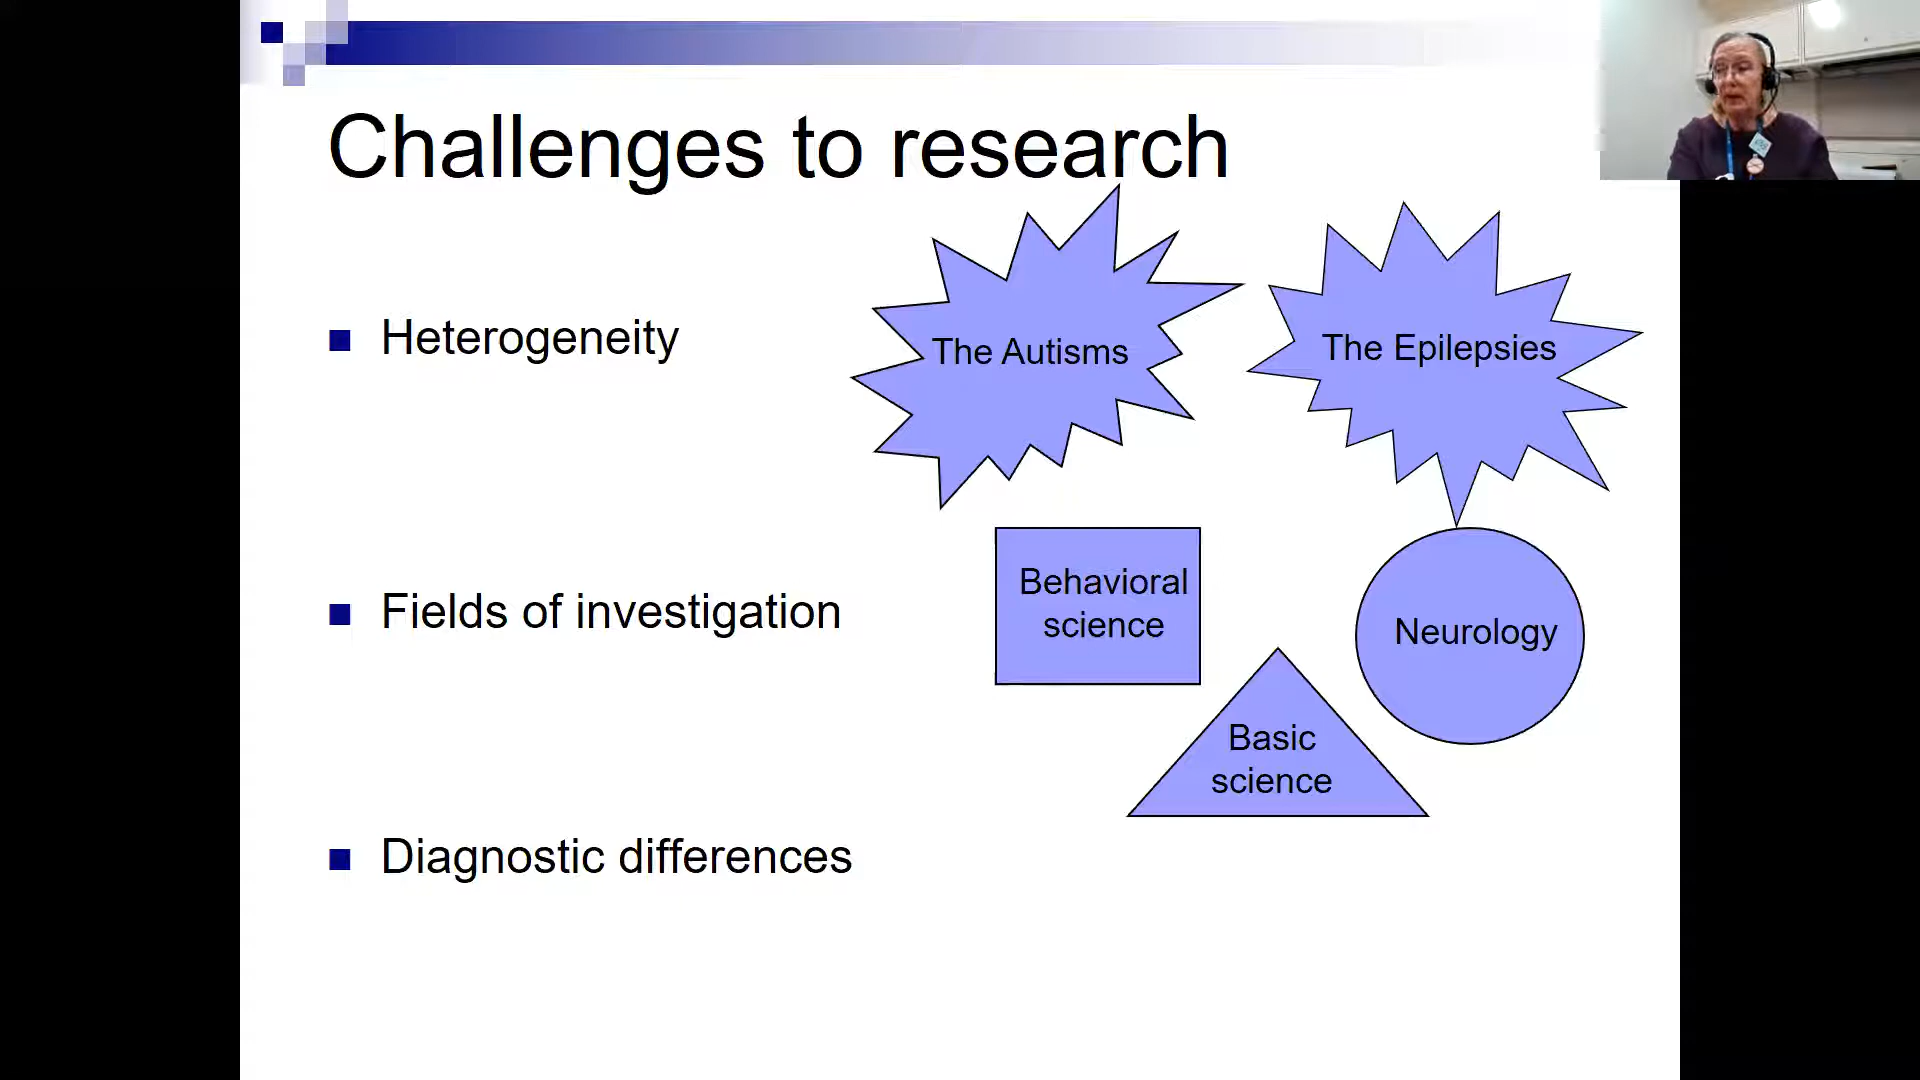 Challenges to research
Heterogeneity
The Autisms
The Epilepsies
Fields of investigation
Behavioral
science
Neurology
Basic
science
Diagnostic differences